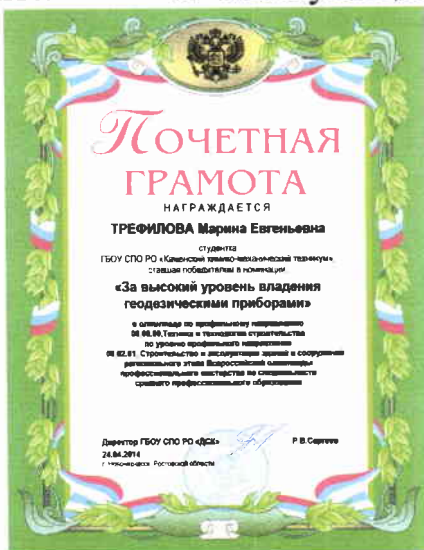 ПОЧЕТНАЯ
ГРАМОТА
НАГРАЖДАЕТСЯ
ТРЕФИЛОВА Марина Евгеньевна
студентка
ГБОУ СПО РО «Каменский химико-механический техникум»,
ставшая победителем в номинации
«За высокий уровень владения
геодезическими приборами»
в олимпиаде по профильному направлению
08.00.00 Техника и технология строительства
по уровню профильного направления
08.02.01. Строительство и эксплуатация зданий и сооружений
регионального этапа Всероссийской олимпиады
профессионального мастерства по специальности
среднего профессионального образования
Директор ГБОУ СПО РО «ДСК» Р.В.Сергеев
24.04.2014
Ростовской области